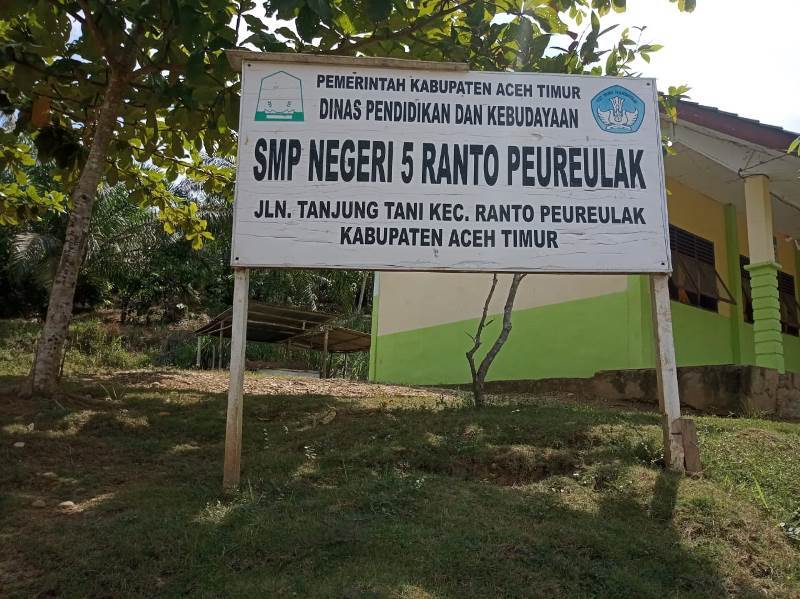 PEMERINTAH KABUPATEN ACEH TIMUR
DINAS PENDIDIKAN DAN KEBUDAYAAN
SMP NEGERI 5 RANTO PEUREULAK
JLN. TANJUNG TANI KEC. RANTO PEUREULAK
KABUPATEN ACEH TIMUR